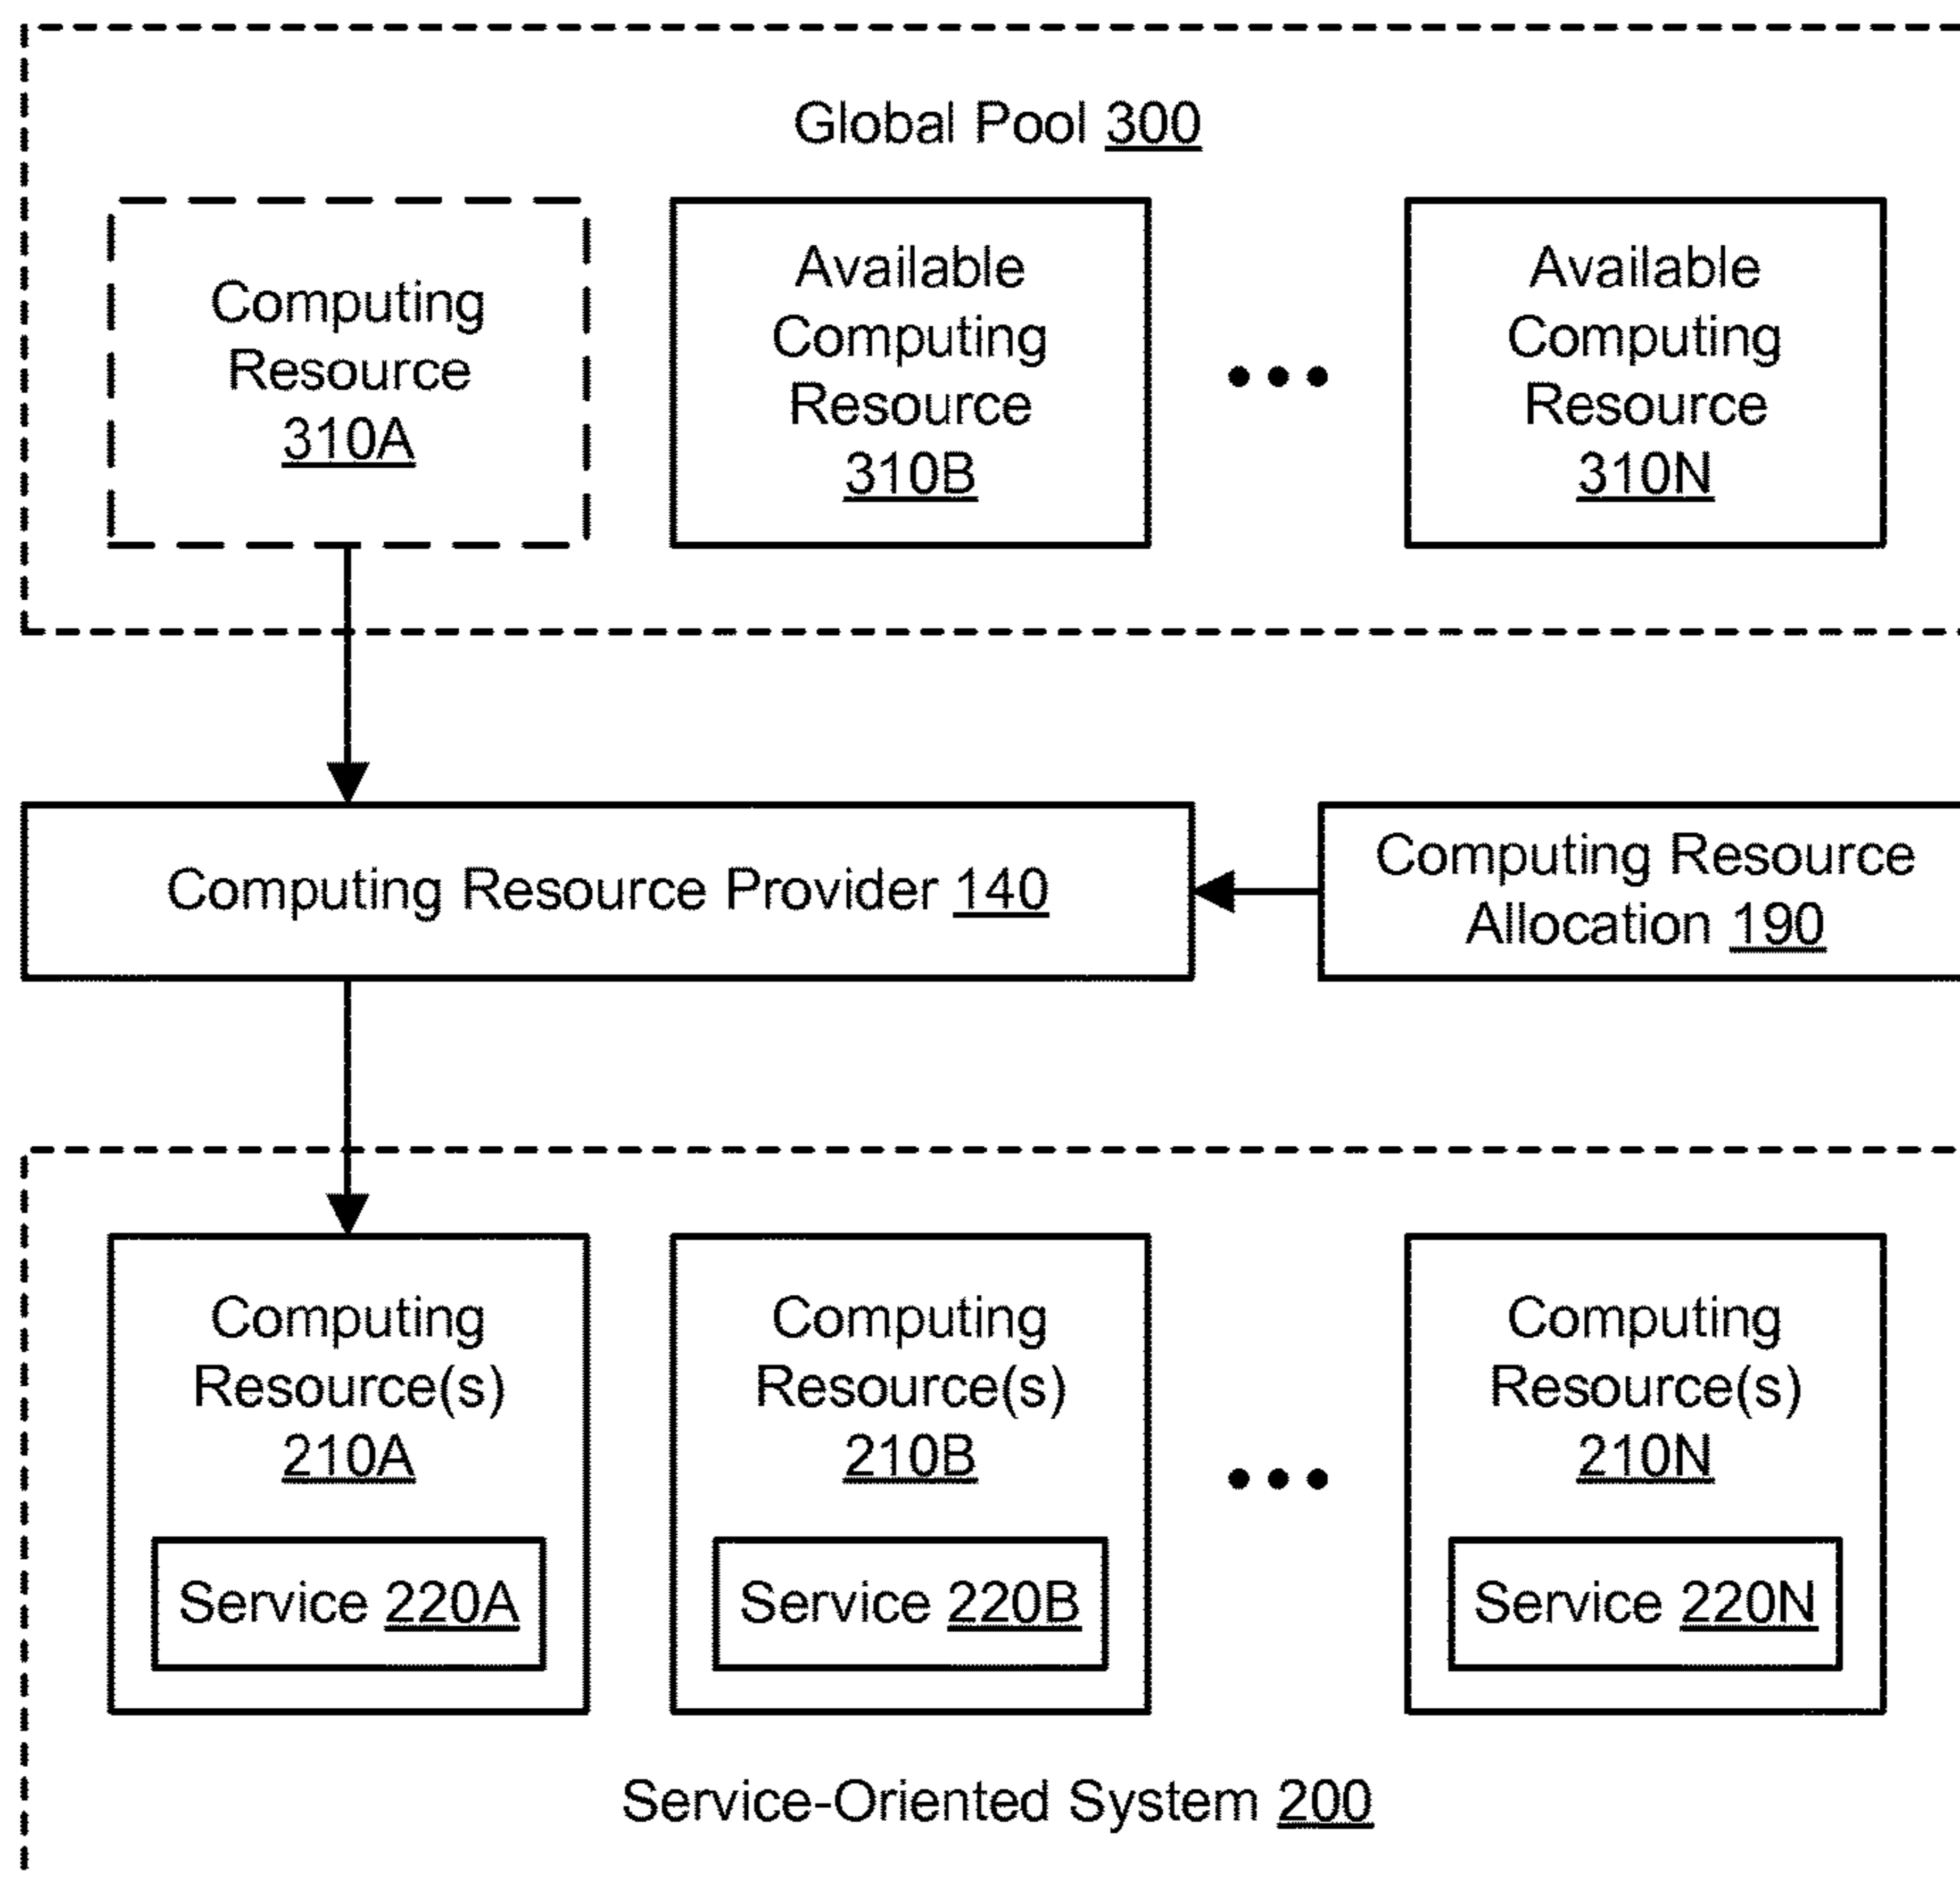 Global Pool 300
Computing
Resource
310A
Available
Computing
Resource
310B
Available
Computing
Resource
310N
Computing Resource Provider 140
Computing Resource
Allocation 190
Computing
Resource(s)
210A
Service 220A
Computing
Resource(s)
210B
Service 220B
Computing
Resource(s)
210N
Service 220N
Service-Oriented System 200